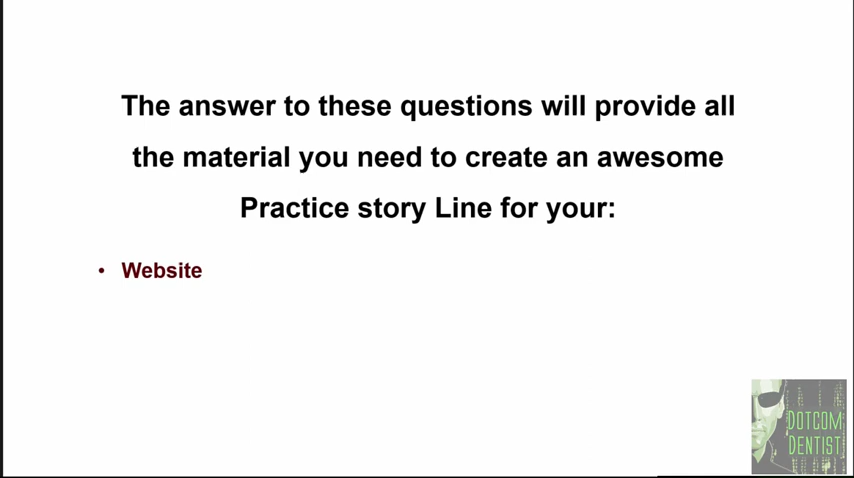 The answer to these questions will provide all
the material you need to create an awesome
Practice story Line for your:
• Website
DOTCOM
DENTIST